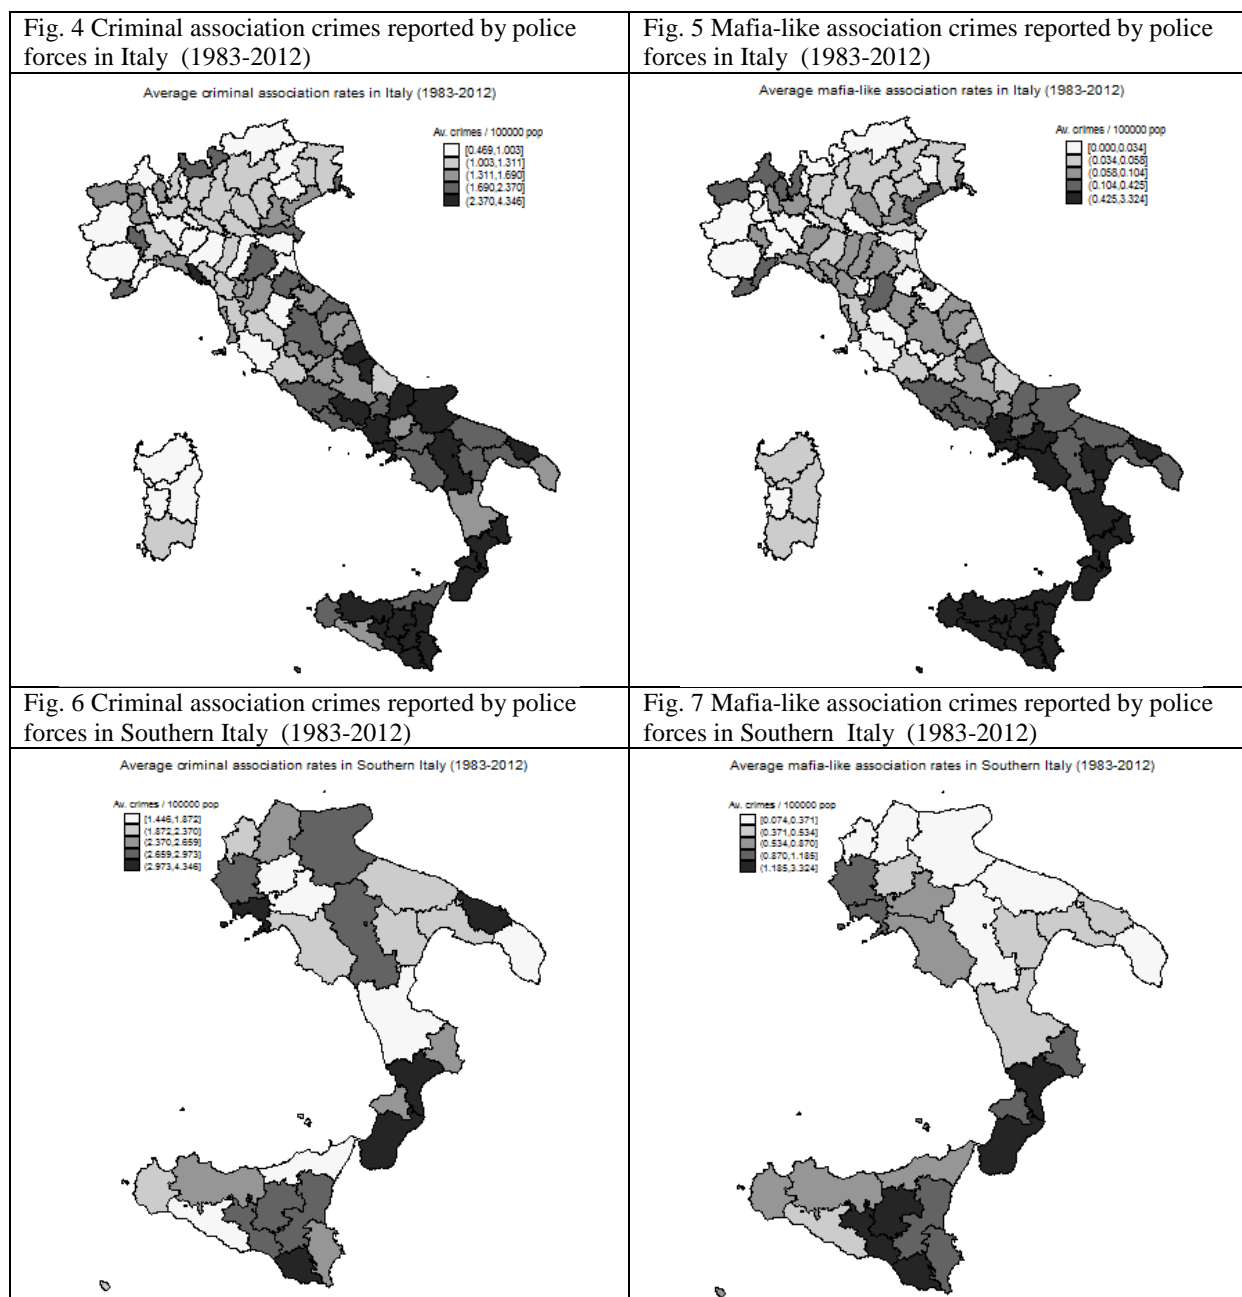 Fig. 4 Criminal association crimes reported by police
forces in Italy (1983-2012)
Average criminal association rates in Italy (1983-2012)
Av. crimes / 100000 pop
[0.469,1.003]
(1.003,1.311]
(1.311,1.690]
(1.690,2.370]
(2.370,4.346]
Fig. 5 Mafia-like association crimes reported by police
forces in Italy (1983-2012)
Average mafia-like association rates in Italy (1983-2012)
Av. crimes / 100000 pop
[0.000,0.034]
(0.034,0.058]
(0.058,0.104]
(0.104,0.425]
(0.425,3.324]
Fig. 6 Criminal association crimes reported by police
forces in Southern Italy (1983-2012)
Average criminal association rates in Southern Italy (1983-2012)
Av. crimes / 100000 pop
[1.446,1.872]
(1.872,2.370]
(2.370,2.659]
(2.659,2.973]
(2.973,4.346]
Fig. 7 Mafia-like association crimes reported by police
forces in Southern Italy (1983-2012)
Average mafia-like association rates in Southern Italy (1983-2012)
Av. crimes / 100000 pop
[0.074,0.371]
(0.371,0.534]
(0.534,0.870]
(0.870,1.185]
(1.185,3.324]